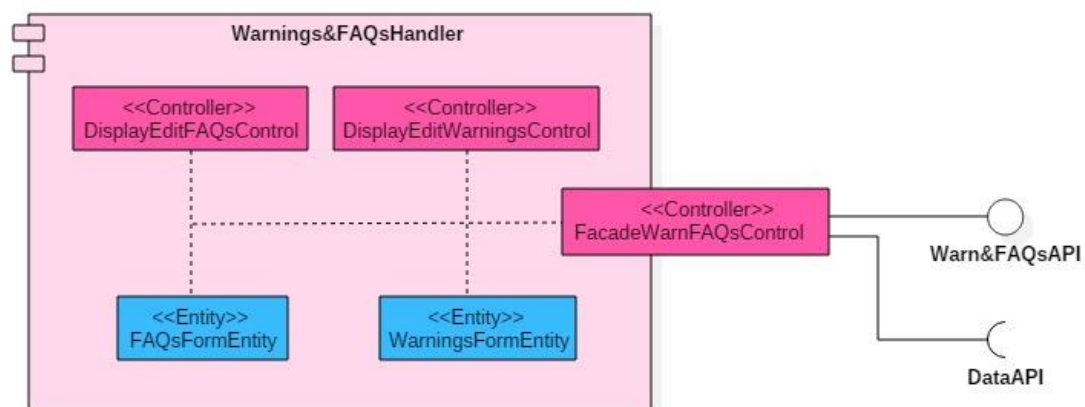 Warnings&FAQsHandler
<<Controller>>
DisplayEditFAQsControl
<<Controller>>
DisplayEditWarningsControl
<<Controller>>
FacadeWarnFAQsControl
Warn&FAQsAPI
<<Entity>>
FAQsFormEntity
<<Entity>>
WarningsFormEntity
DataAPI